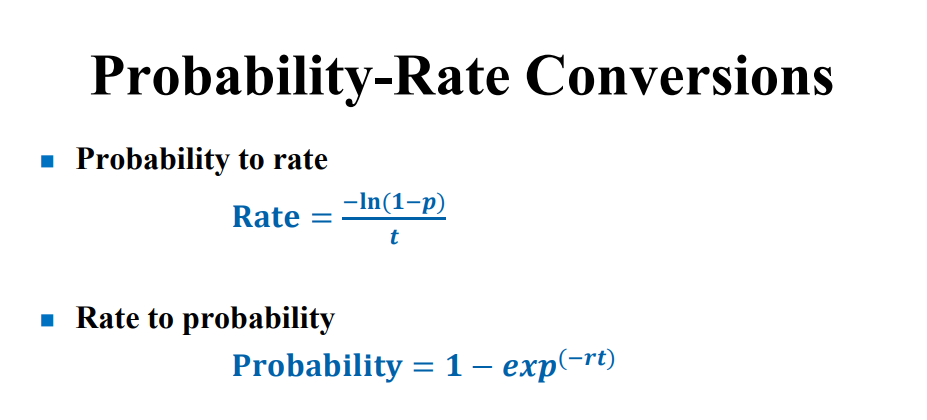 Probability-Rate Conversions
▪ Probability to rate
Rate = −ln(1−p)/t
▪ Rate to probability
Probability = 1 − exp^(−rt)